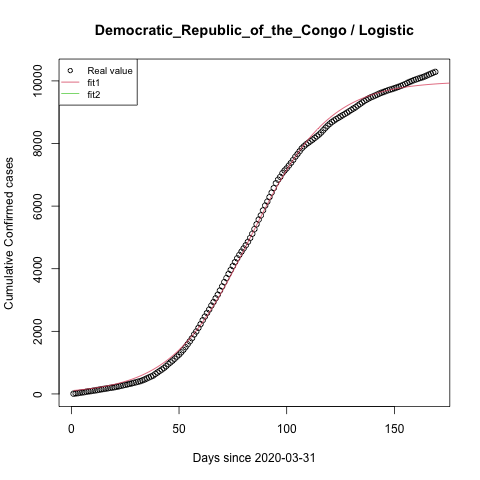 Democratic_Republic_of_the_Congo / Logistic
Real value
fit1
fit2
Cumulative Confirmed cases
10000
8000
6000
4000
2000
0
0 50 100 150
Days since 2020-03-31